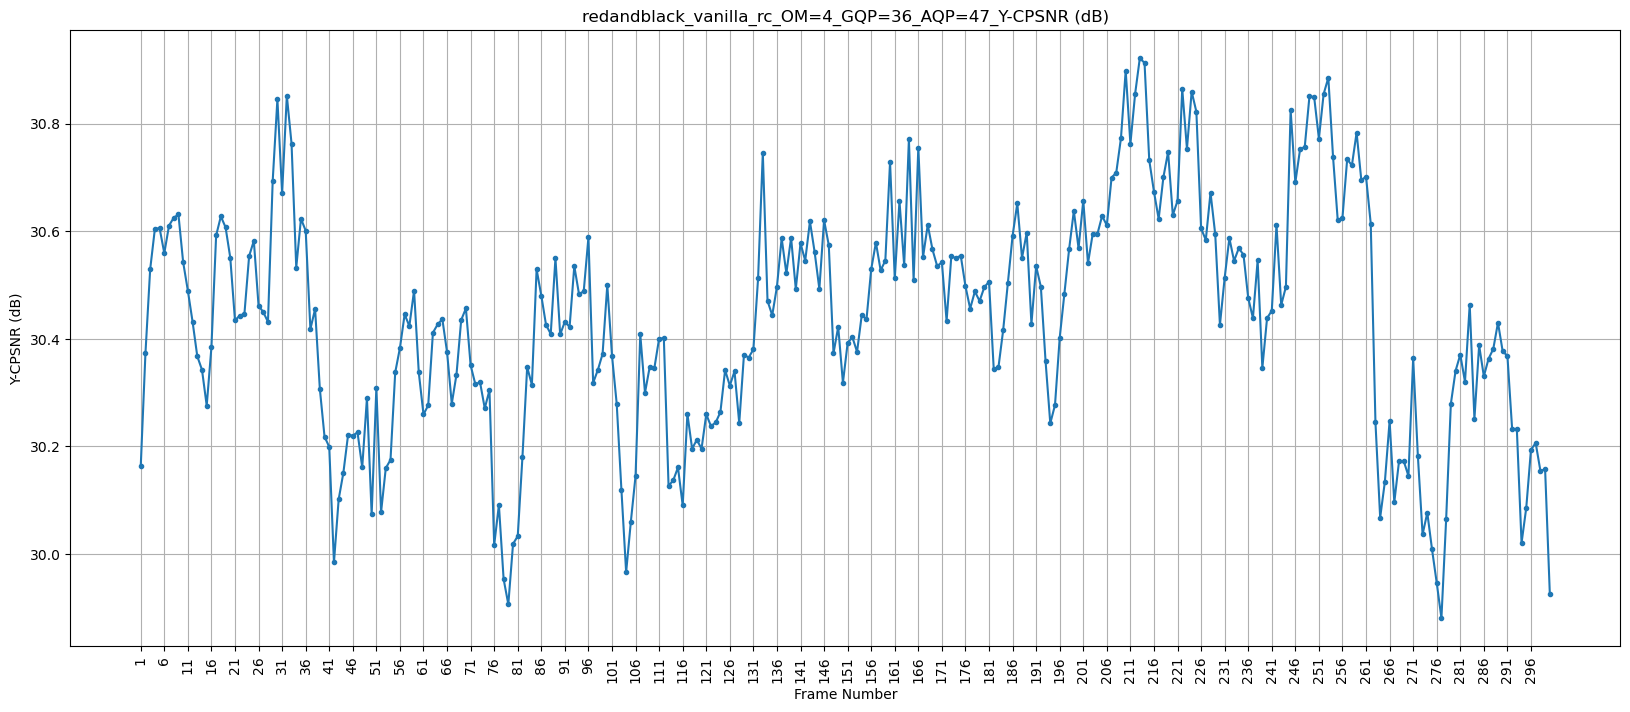 redandblack_vanilla_rc_OM=4_GQP=36_AQP=47_Y-CPSNR (dB)
30.8
30.6
30.4
30.2
30.0
Y-CPSNR (dB)
1 6 11 16 21 26 31 36 41 46 51 56 61 66 71 76 81 86 91 96 101 106 111 116 121 126 131 136 141 146 151 156 161 166 171 176 181 186 191 196 201 206 211 216 221 226 231 236 241 246 251 256 261 266 271 276 281 286 291 296
Frame Number